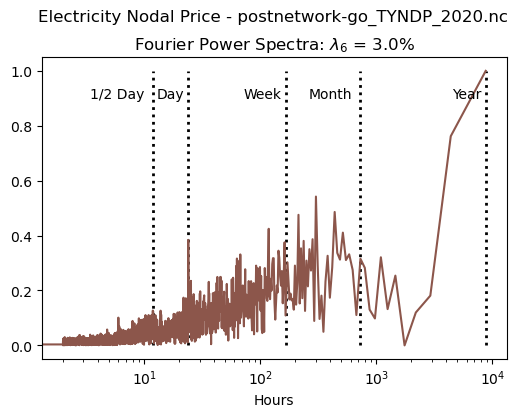 Electricity Nodal Price - postnetwork-go_TYNDP_2020.nc
Fourier Power Spectra: λ₆ = 3.0%
1.0
1/2 Day
Day
Week
Month
Year
0.8
0.6
0.4
0.2
0.0
10¹
10²
10³
10⁴
Hours